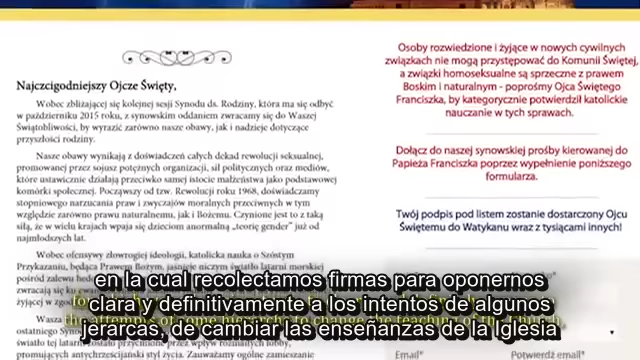 Najczcigodniejszy Ojcze Święty,
Wobec zbliżającej się kolejnej sesji Synodu ds. Rodziny, która ma się odbyć
w październiku 2015 roku, z synowskim oddaniem zwracamy się do Waszej
Świątobliwości, by wyrazić zarówno nasze obawy, jak i nadzieje dotyczące
przyszłości rodziny.
Nasze obawy wynikają z doświadczeń całych dekad rewolucji seksualnej,
promowanej przez sojusz potężnych organizacji, sił politycznych oraz mediów,
które ustawicznie działają przeciwko samej istocie małżeństwa jako podstawowej
komórki społecznej. Począwszy od tzw. Rewolucji roku 1968, doświadczamy
stopniowego narzucania praw i zwyczajów moralnych przeciwnych w tym
względzie zarówno prawu naturalnemu, jak i Bożemu. Czynione jest to z taką
siłą, że w wielu krajach wpaja się dzieciom anormalną „teorię gender” już od
najmłodszych lat.
Wobec ofensywy złowrogiej ideologii, katolicka nauka o Szóstym
Przykazaniu, będąca Prawem Bożym, jaśnieje niczym światło latarni morskiej
Osoby rozwiedzione i żyjące w nowych cywilnych
związkach nie mogą przystępować do Komunii Świętej,
a związki homoseksualne są sprzeczne z prawem
Boskim i naturalnym - poprośmy Ojca Świętego
Franciszka, by kategorycznie potwierdził katolickie
nauczanie w tych sprawach.
Dołącz do naszej synowskiej prośby kierowanej do
Papieża Franciszka poprzez wypełnienie poniższego
formularza.
Twój podpis pod listem zostanie dostarczony Ojcu
Świętemu do Watykanu wraz z tysiącami innych!
en la cual recolectamos firmas para oponernos
clara y definitivamente a los intentos de algunos
jerarcas, de cambiar las enseñanzas de la Iglesia
Email*
Potwierdź email*